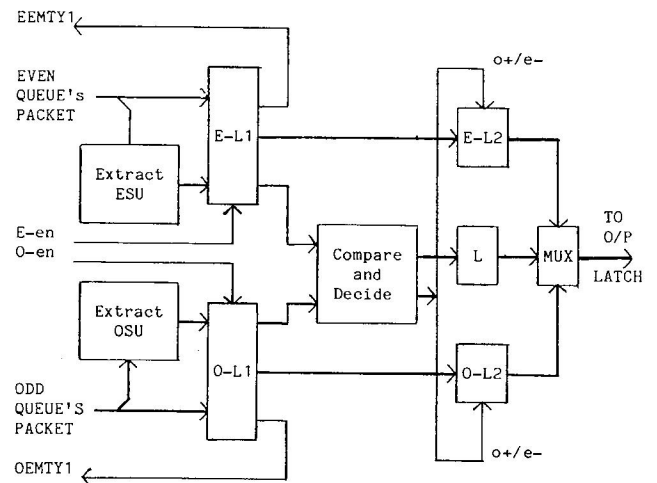 EEMTY1
o+/e-
EVEN
QUEUE's
PACKET
E-L1
E-L2
Extract
ESU
E-en
O-en
TO
O/P
LATCH
Compare
and
Decide
L
MUX
Extract
OSU
O-L1
O-L2
ODD
QUEUE'S
PACKET
OEMTY1
o+/e-